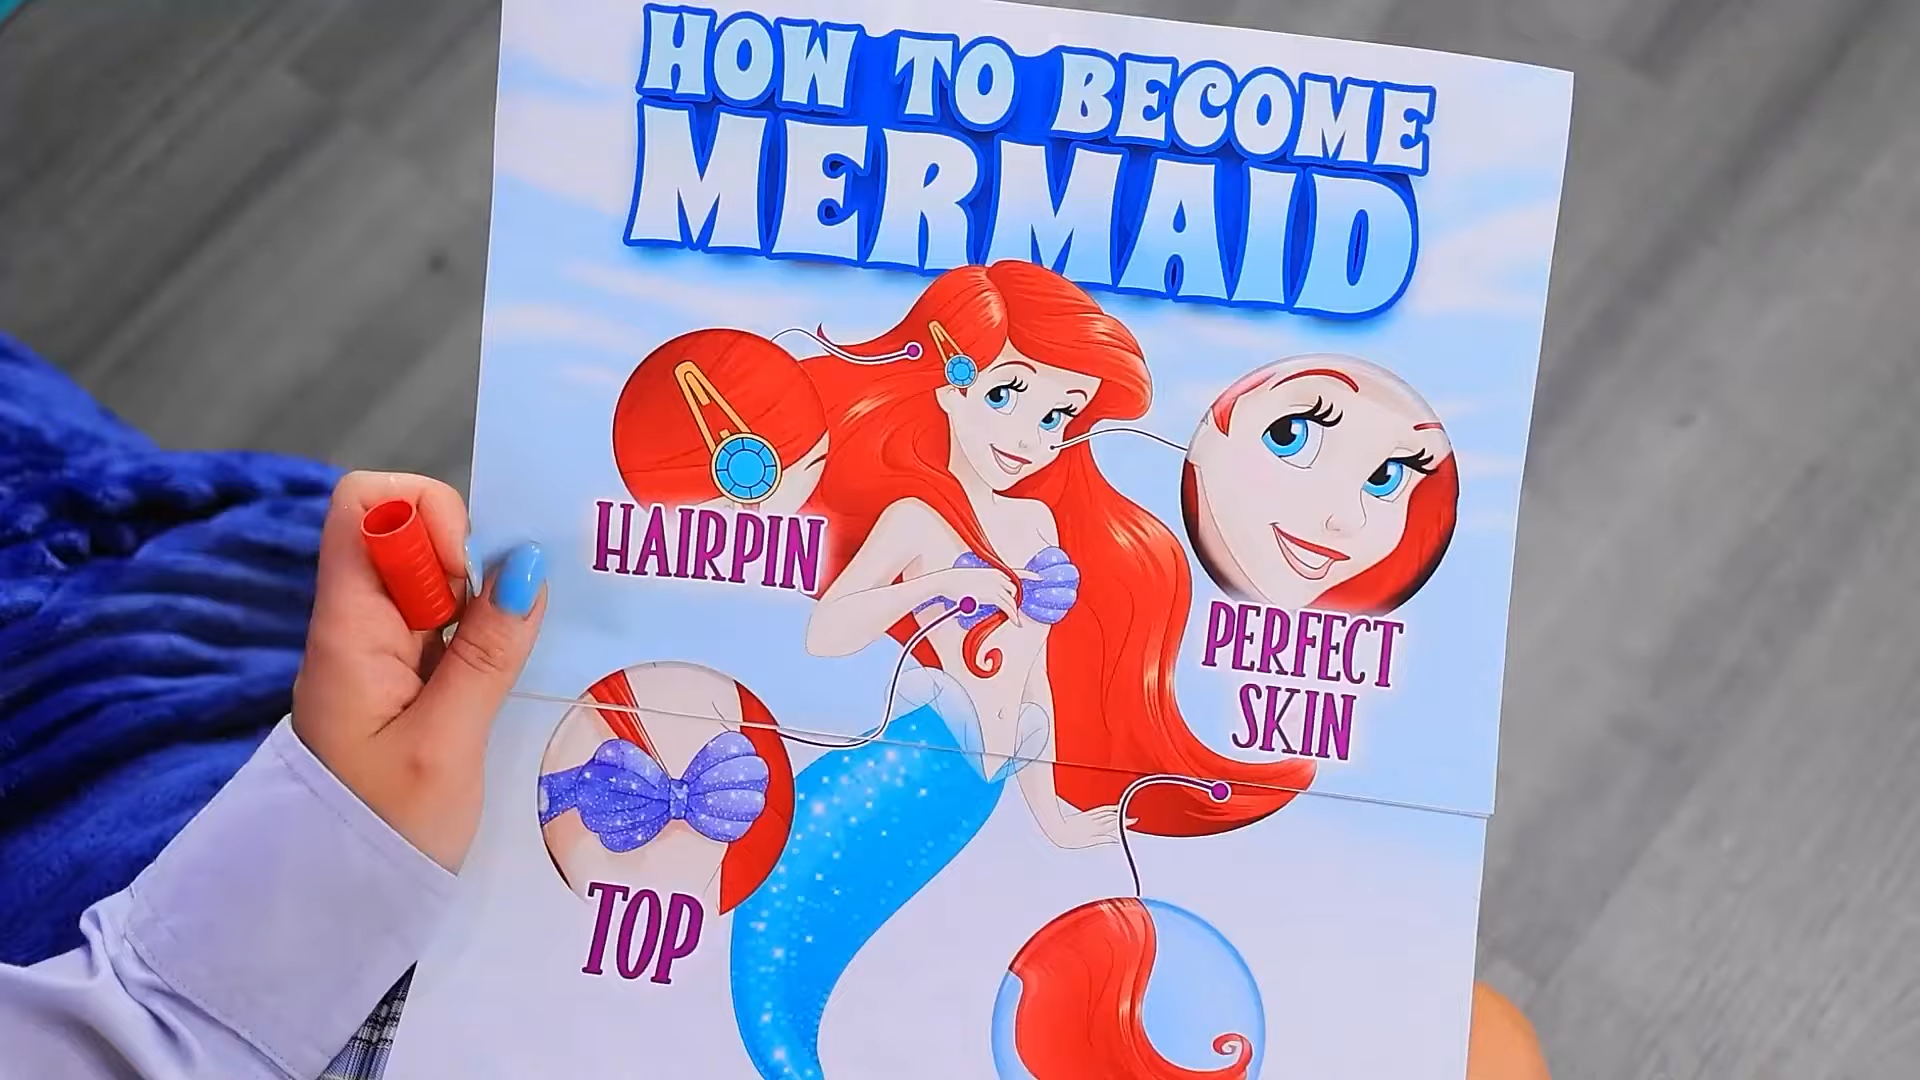 HOW TO BECOME
MERMAID
HAIRPIN
PERFECT
SKIN
TOP